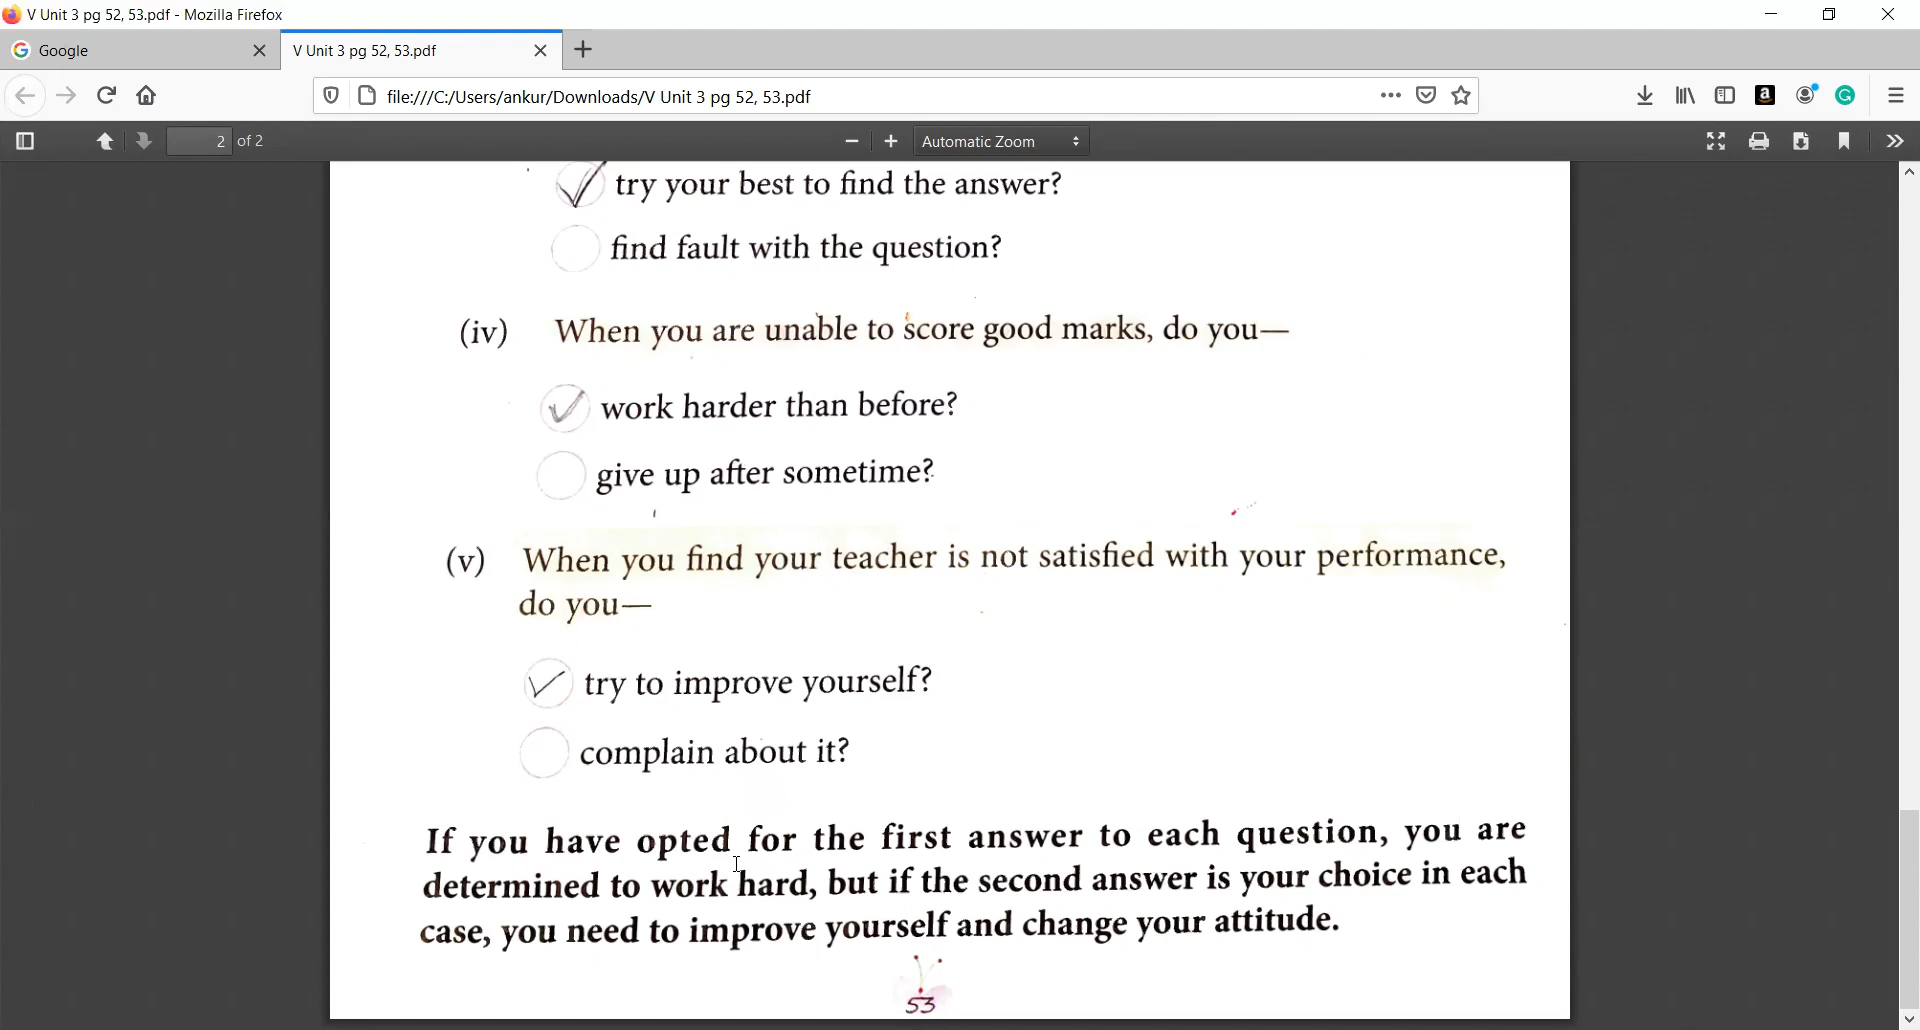 V Unit 3 pg 52, 53.pdf - Mozilla Firefox
Google
V Unit 3 pg 52, 53.pdf
file:///C:/Users/ankur/Downloads/V Unit 3 pg 52, 53.pdf
2 of 2
Automatic Zoom
try your best to find the answer?
find fault with the question?
(iv) When you are unable to score good marks, do you—
work harder than before?
give up after sometime?
(v) When you find your teacher is not satisfied with your performance,
do you—
try to improve yourself?
complain about it?
If you have opted for the first answer to each question, you are
determined to work hard, but if the second answer is your choice in each
case, you need to improve yourself and change your attitude.
53